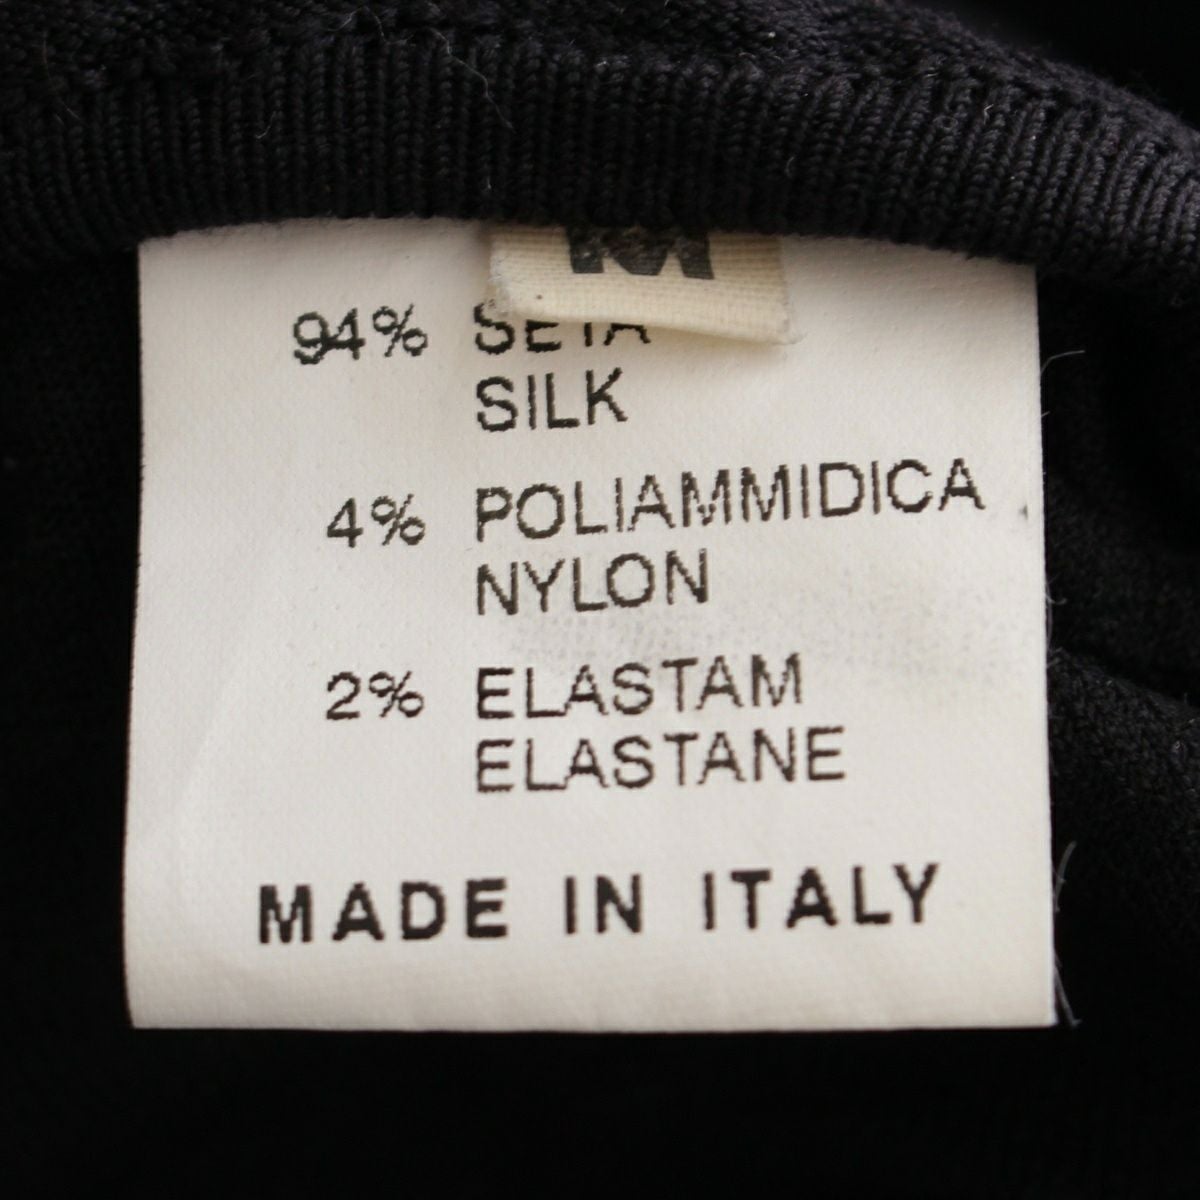 M
94% SETA
SILK
4% POLIAMMIDICA
NYLON
2% ELASTAM
ELASTANE
MADE IN ITALY